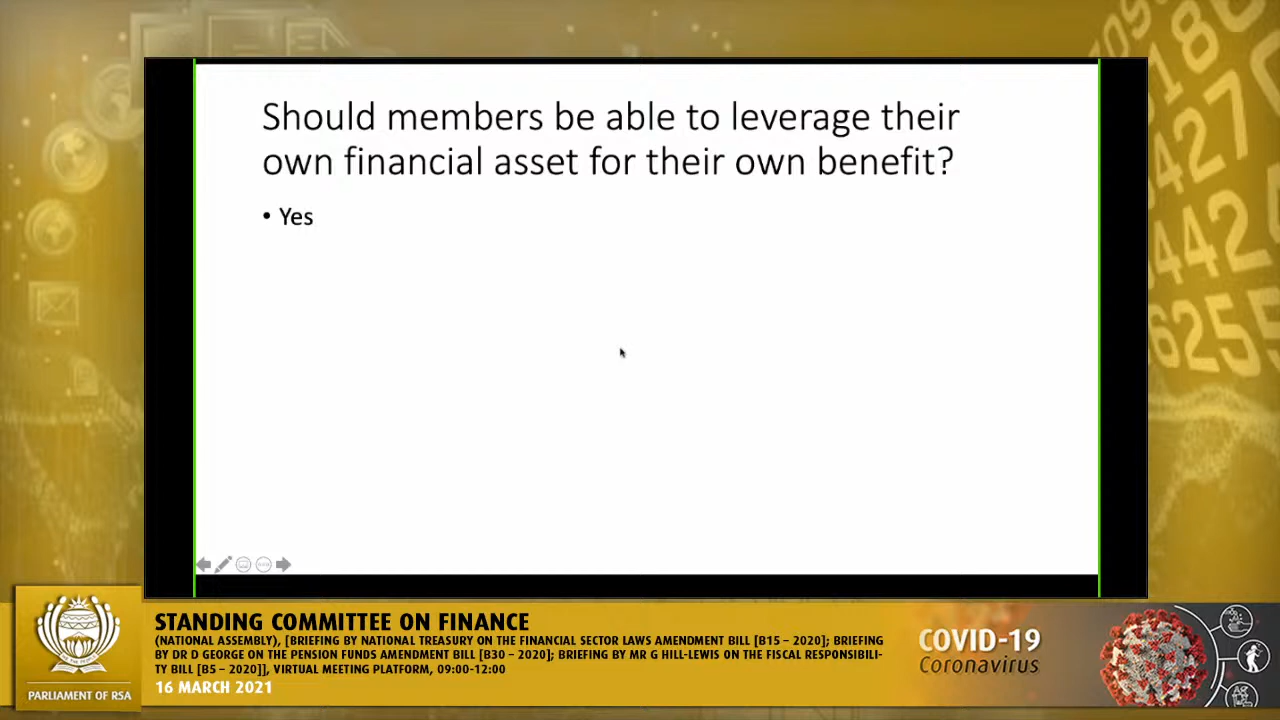 Should members be able to leverage their
own financial asset for their own benefit?
• Yes
STANDING COMMITTEE ON FINANCE
(NATIONAL ASSEMBLY), [BRIEFING BY NATIONAL TREASURY ON THE FINANCIAL SECTOR LAWS AMENDMENT BILL [B15 – 2020]; BRIEFING
BY DR D GEORGE ON THE PENSION FUNDS AMENDMENT BILL [B30 – 2020]; BRIEFING BY MR G HILL-LEWIS ON THE FISCAL RESPONSIBILI-
TY BILL [B5 – 2020]], VIRTUAL MEETING PLATFORM, 09:00-12:00
16 MARCH 2021
PARLIAMENT OF RSA
COVID-19
Coronavirus